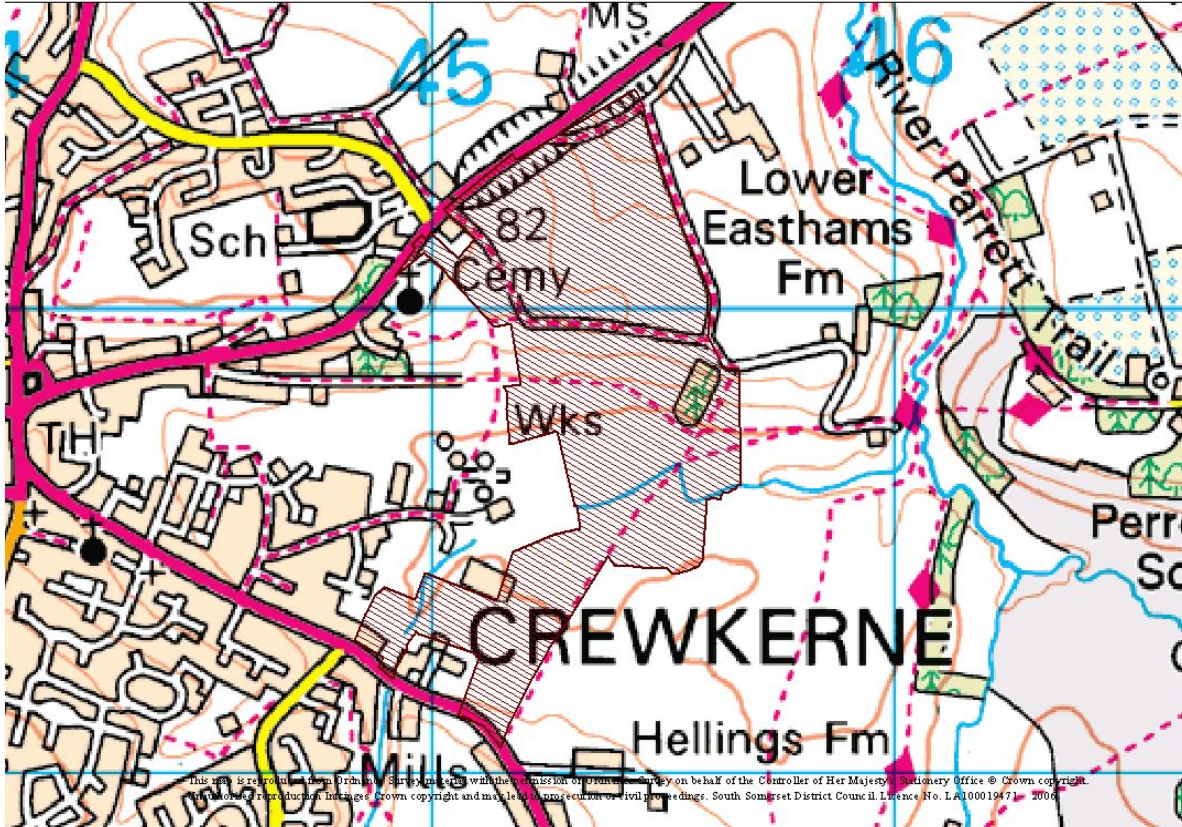 MS
45
46
River Parrett Trail
Lower
Easthams
Fm
Sch
82
Cemy
Wks
TH
CREWKERNE
Hellings Fm
Mills
This map is reproduced from Ordnance Survey material with the permission of Ordnance Survey on behalf of the Controller of Her Majesty's Stationery Office © Crown copyright.
Unauthorised reproduction infringes Crown copyright and may lead to prosecution or civil proceedings. South Somerset District Council. Licence No. LA100019471 - 2006